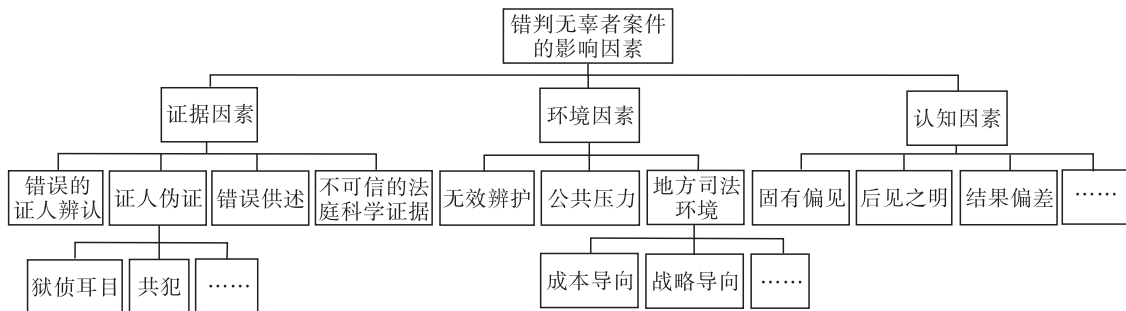 错判无辜者案件
的影响因素
证据因素
环境因素
认知因素
错误的
证人辨认
证人伪证
错误供述
不可信的法
庭科学证据
无效辨护
公共压力
地方司法
环境
固有偏见
后见之明
结果偏差
……
狱侦耳目
共犯
……
成本导向
战略导向
……